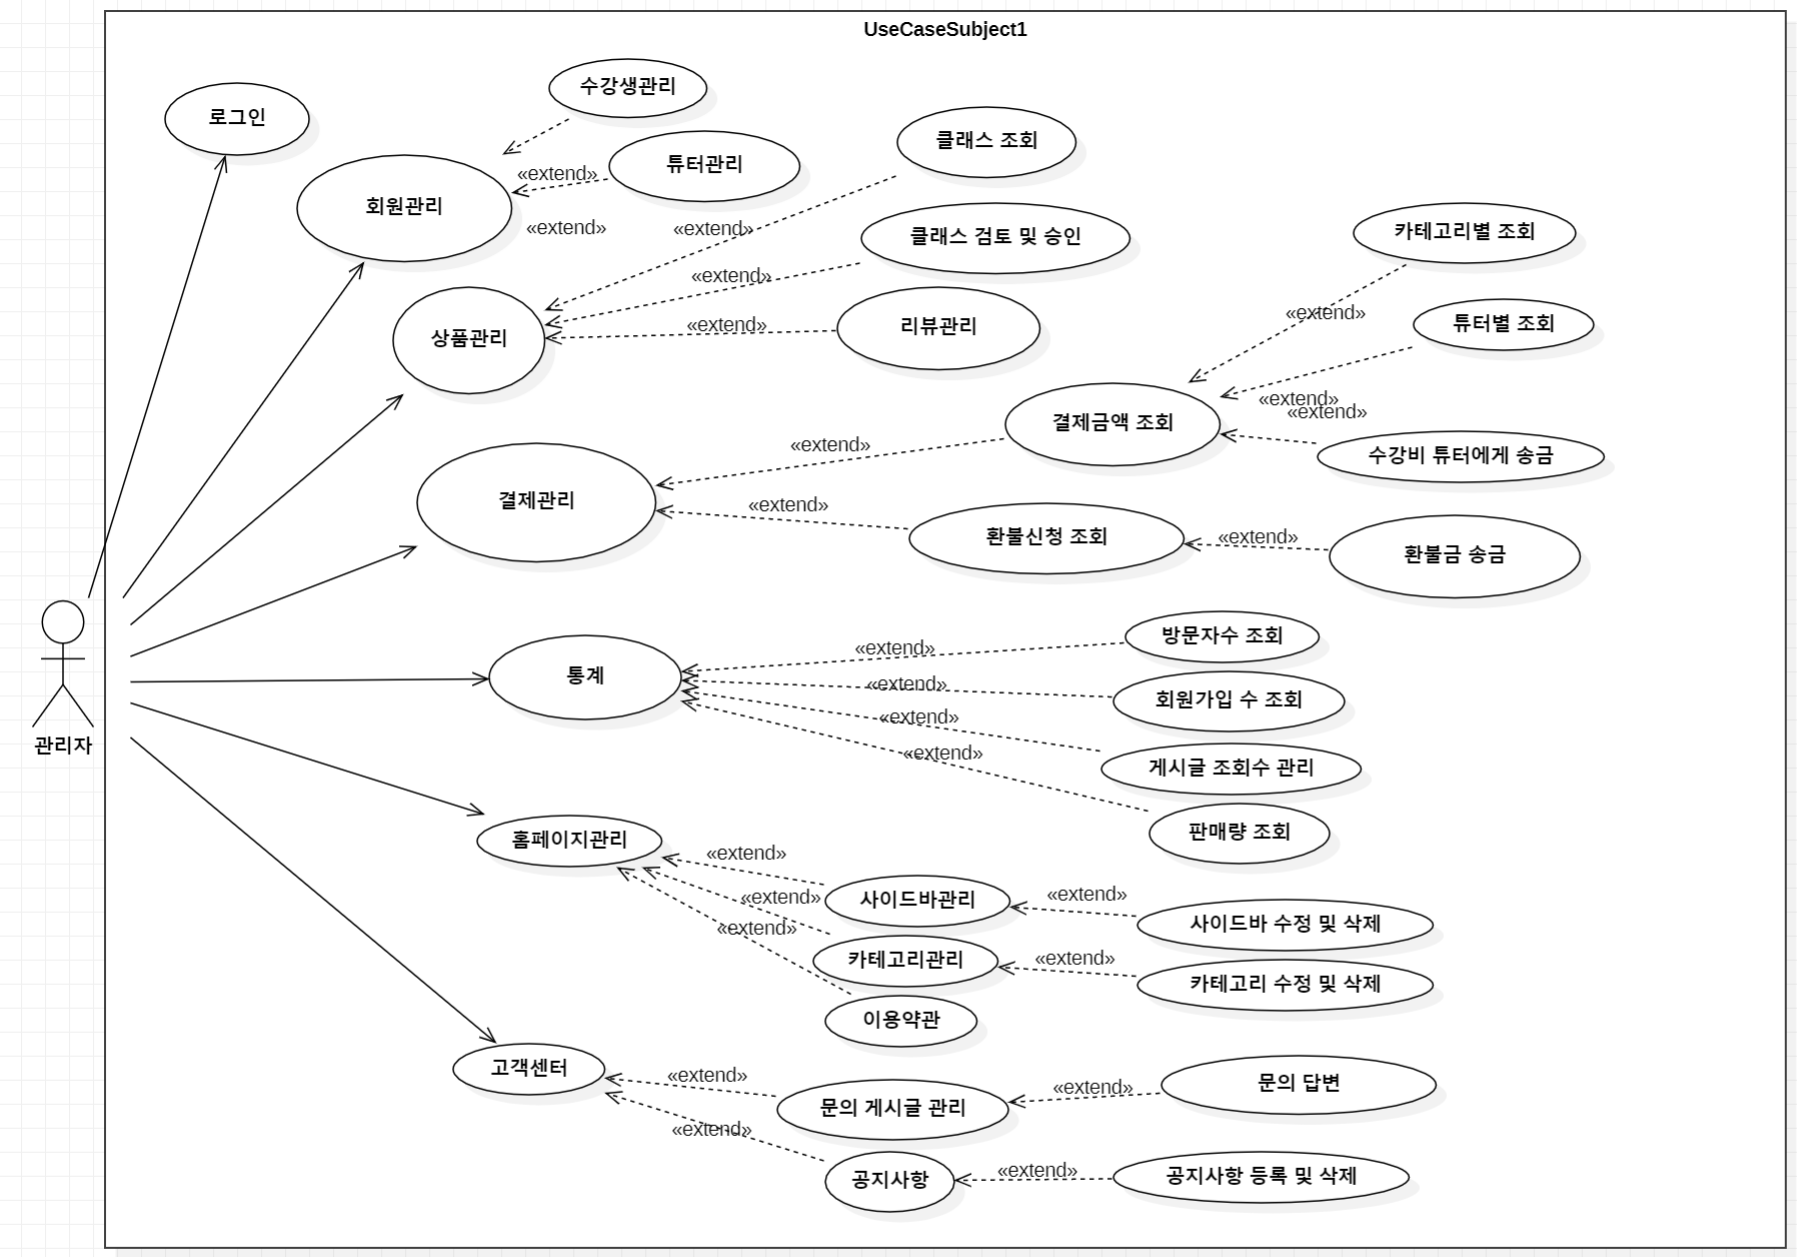 UseCaseSubject1
수강생관리
로그인
클래스 조회
튜터관리
«extend»
회원관리
«extend»
«extend»
클래스 검토 및 승인
카테고리별 조회
«extend»
상품관리
«extend»
리뷰관리
«extend»
튜터별 조회
«extend»
«extend»
결제금액 조회
«extend»
수강비 튜터에게 송금
결제관리
«extend»
환불신청 조회
«extend»
환불금 송금
방문자수 조회
«extend»
통계
«extend»
회원가입 수 조회
«extend»
관리자
«extend»
게시글 조회수 관리
판매량 조회
홈페이지관리
«extend»
«extend»
사이드바관리
«extend»
«extend»
사이드바 수정 및 삭제
카테고리관리
«extend»
카테고리 수정 및 삭제
이용약관
고객센터
«extend»
문의 게시글 관리
«extend»
문의 답변
«extend»
공지사항
«extend»
공지사항 등록 및 삭제